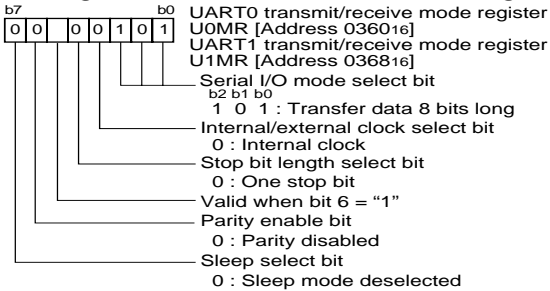 b7 b0
0 0 0 0 1 0 1
UART0 transmit/receive mode register
U0MR [Address 036016]
UART1 transmit/receive mode register
U1MR [Address 036816]
Serial I/O mode select bit
b2 b1 b0
1 0 1 : Transfer data 8 bits long
Internal/external clock select bit
0 : Internal clock
Stop bit length select bit
0 : One stop bit
Valid when bit 6 = “1”
Parity enable bit
0 : Parity disabled
Sleep select bit
0 : Sleep mode deselected